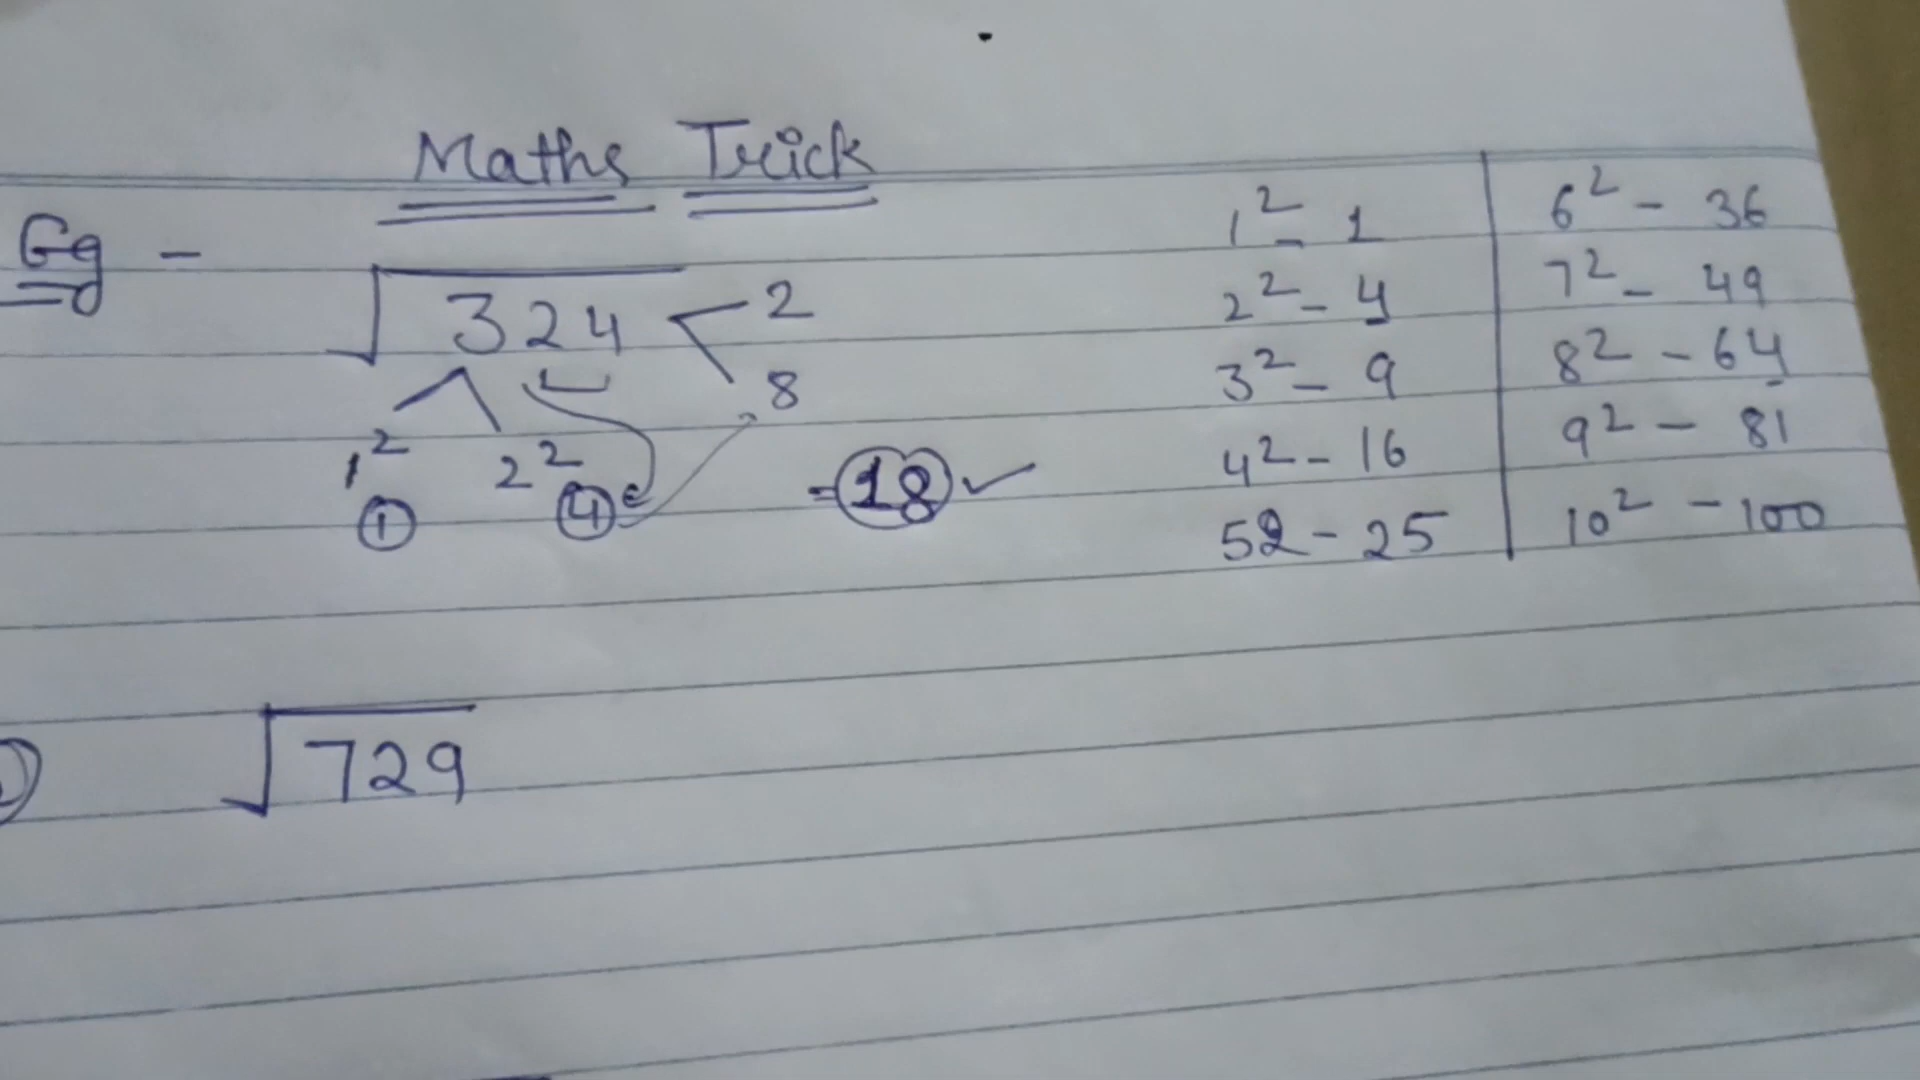 Maths Trick
Eg -
√324 < 2
8
1² 2²
① ④
= 18 ✓
1² - 1
2² - 4
3² - 9
4² - 16
52 - 25
6² - 36
7² - 49
8² - 64
9² - 81
10² - 100
√729